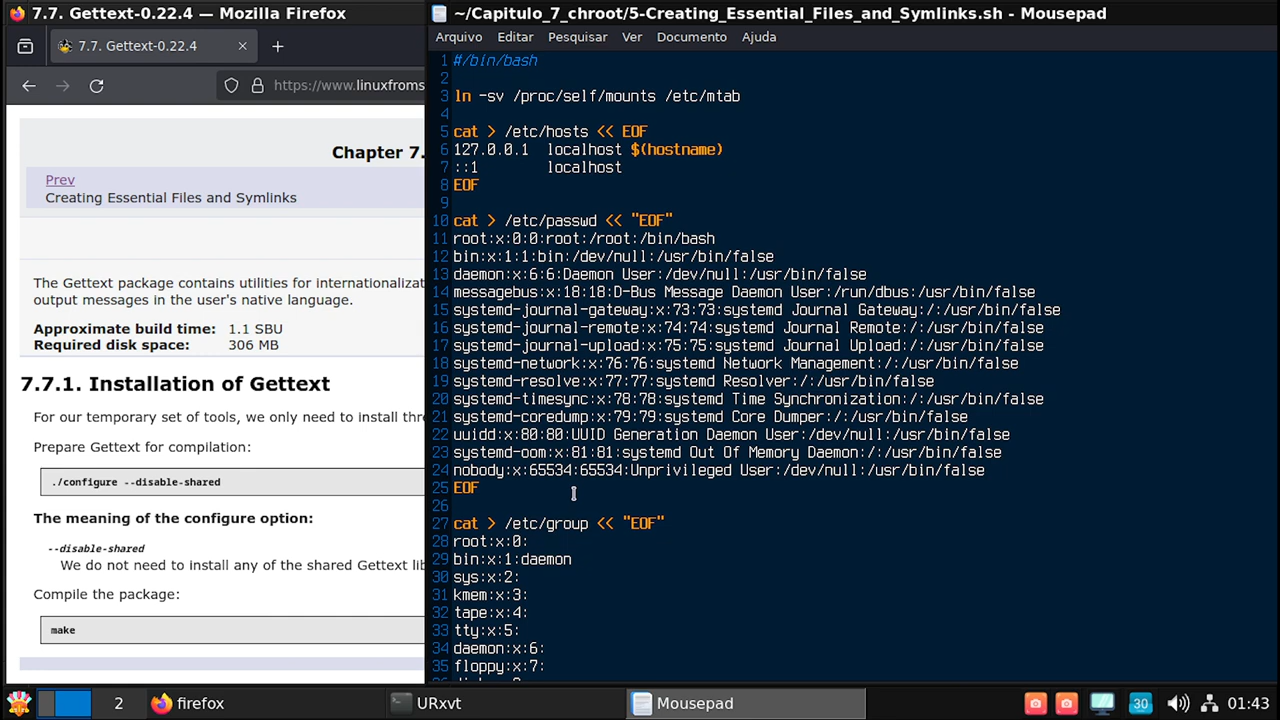 7.7. Gettext-0.22.4 — Mozilla Firefox
7.7. Gettext-0.22.4
https://www.linuxfroms
Chapter 7.
Prev
Creating Essential Files and Symlinks
The Gettext package contains utilities for internationalizat
output messages in the user's native language.
Approximate build time: 1.1 SBU
Required disk space: 306 MB
7.7.1. Installation of Gettext
For our temporary set of tools, we only need to install thre
Prepare Gettext for compilation:
./configure --disable-shared
The meaning of the configure option:
--disable-shared
We do not need to install any of the shared Gettext lib
Compile the package:
make
~/Capitulo_7_chroot/5-Creating_Essential_Files_and_Symlinks.sh - Mousepad
Arquivo Editar Pesquisar Ver Documento Ajuda
1 #/bin/bash
2
3 ln -sv /proc/self/mounts /etc/mtab
4
5 cat > /etc/hosts << EOF
6 127.0.0.1 localhost $(hostname)
7 ::1 localhost
8 EOF
9
10 cat > /etc/passwd << "EOF"
11 root:x:0:0:root:/root:/bin/bash
12 bin:x:1:1:bin:/dev/null:/usr/bin/false
13 daemon:x:6:6:Daemon User:/dev/null:/usr/bin/false
14 messagebus:x:18:18:D-Bus Message Daemon User:/run/dbus:/usr/bin/false
15 systemd-journal-gateway:x:73:73:systemd Journal Gateway:/:/usr/bin/false
16 systemd-journal-remote:x:74:74:systemd Journal Remote:/:/usr/bin/false
17 systemd-journal-upload:x:75:75:systemd Journal Upload:/:/usr/bin/false
18 systemd-network:x:76:76:systemd Network Management:/:/usr/bin/false
19 systemd-resolve:x:77:77:systemd Resolver:/:/usr/bin/false
20 systemd-timesync:x:78:78:systemd Time Synchronization:/:/usr/bin/false
21 systemd-coredump:x:79:79:systemd Core Dumper:/:/usr/bin/false
22 uuidd:x:80:80:UUID Generation Daemon User:/dev/null:/usr/bin/false
23 systemd-oom:x:81:81:systemd Out Of Memory Daemon:/:/usr/bin/false
24 nobody:x:65534:65534:Unprivileged User:/dev/null:/usr/bin/false
25 EOF
26
27 cat > /etc/group << "EOF"
28 root:x:0:
29 bin:x:1:daemon
30 sys:x:2:
31 kmem:x:3:
32 tape:x:4:
33 tty:x:5:
34 daemon:x:6:
35 floppy:x:7:
2 firefox URxvt Mousepad 30 01:43